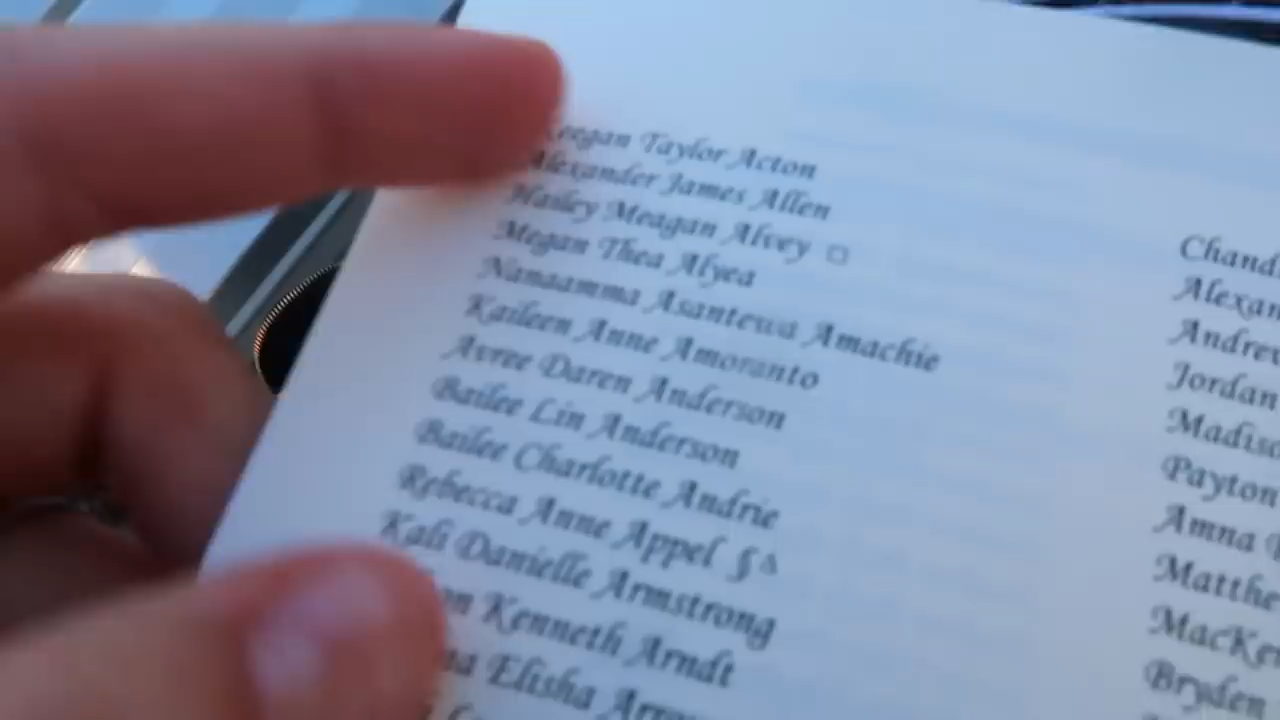 Keegan Taylor Acton
Alexander James Allen
Hailey Meagan Alvey □
Megan Thea Alyea
Nanaamma Asantewa Amachie
Kaileen Anne Amoranto
Avree Daren Anderson
Bailee Lin Anderson
Bailee Charlotte Andrie
Rebecca Anne Appel §∆
Kali Danielle Armstrong
Kenneth Arndt
Elisha
Andrew
Jordan
Payton
Amna
Bryden